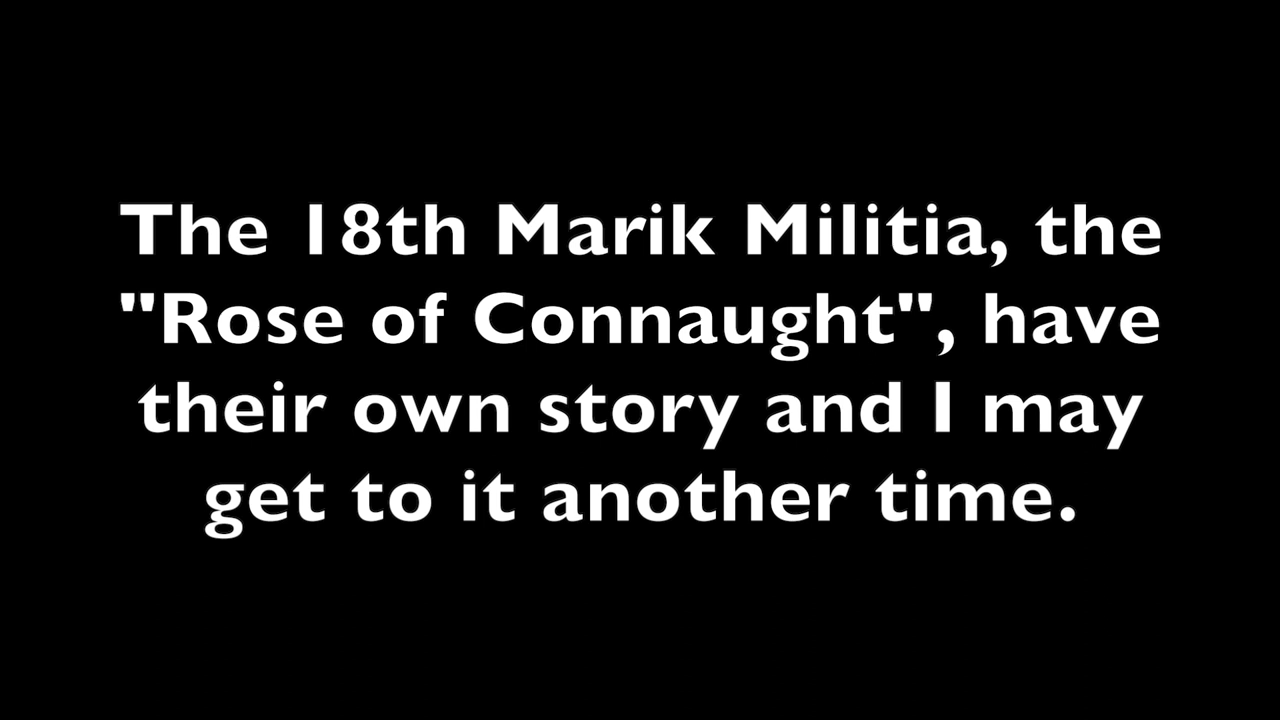 The 18th Marik Militia, the
"Rose of Connaught", have
their own story and I may
get to it another time.